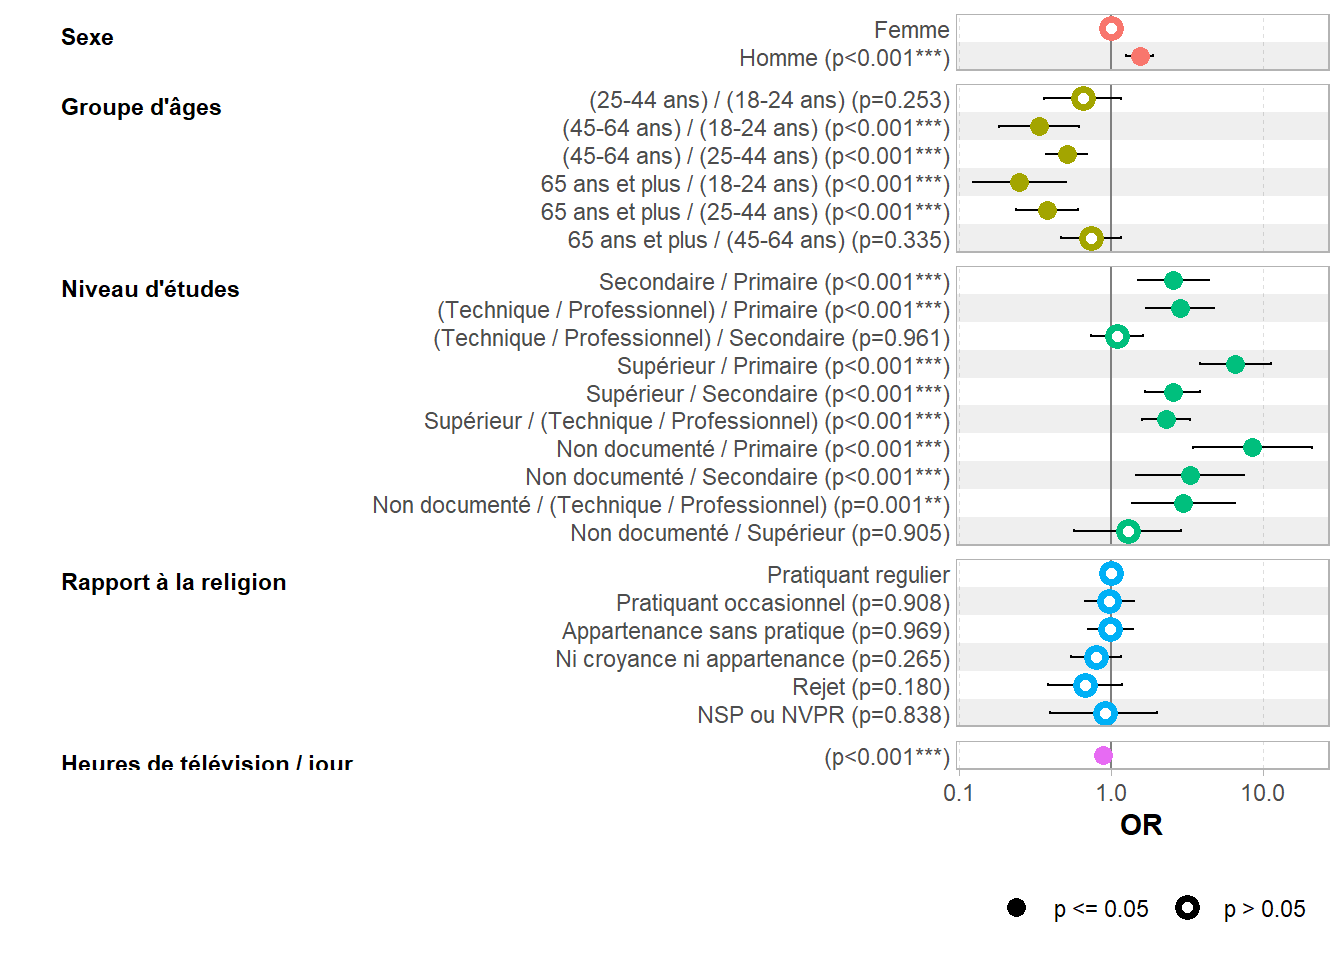 Sexe
Femme
Homme (p<0.001***)
Groupe d'âges
(25-44 ans) / (18-24 ans) (p=0.253)
(45-64 ans) / (18-24 ans) (p<0.001***)
(45-64 ans) / (25-44 ans) (p<0.001***)
65 ans et plus / (18-24 ans) (p<0.001***)
65 ans et plus / (25-44 ans) (p<0.001***)
65 ans et plus / (45-64 ans) (p=0.335)
Niveau d'études
Secondaire / Primaire (p<0.001***)
(Technique / Professionnel) / Primaire (p<0.001***)
(Technique / Professionnel) / Secondaire (p=0.961)
Supérieur / Primaire (p<0.001***)
Supérieur / Secondaire (p<0.001***)
Supérieur / (Technique / Professionnel) (p<0.001***)
Non documenté / Primaire (p<0.001***)
Non documenté / Secondaire (p<0.001***)
Non documenté / (Technique / Professionnel) (p=0.001**)
Non documenté / Supérieur (p=0.905)
Rapport à la religion
Pratiquant regulier
Pratiquant occasionnel (p=0.908)
Appartenance sans pratique (p=0.969)
Ni croyance ni appartenance (p=0.265)
Rejet (p=0.180)
NSP ou NVPR (p=0.838)
Heures de télévision / jour
(p<0.001***)
0.1 1.0 10.0
OR
p <= 0.05 p > 0.05